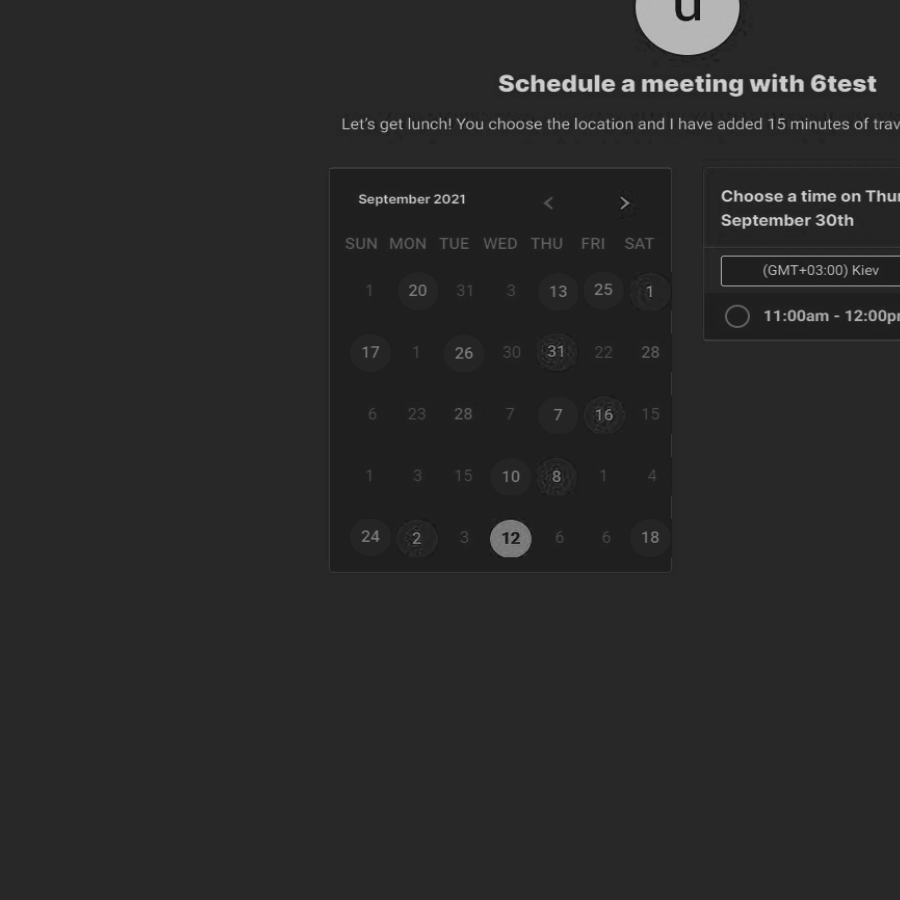 u
Schedule a meeting with 6test
Let's get lunch! You choose the location and I have added 15 minutes of
September 2021 < >
SUN MON TUE WED THU FRI SAT
1 20 31 3 13 25 1
17 1 26 30 31 22 28
6 23 28 7 7 16 15
1 3 15 10 8 1 4
24 2 3 12 6 6 18
Choose a time on
September 30th
(GMT+03:00) Kiev
11:00am - 12:00p